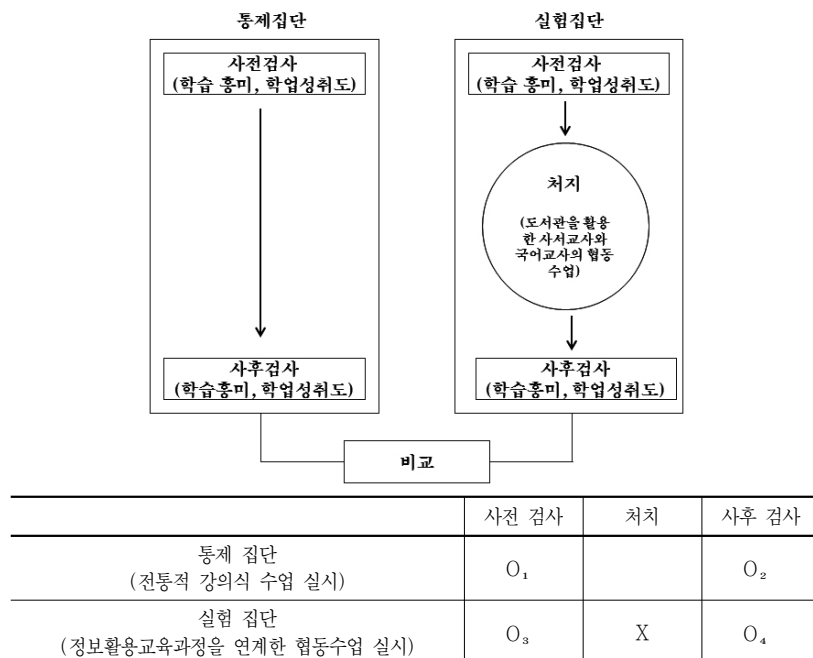 통제집단
실험집단
사전검사
(학습 흥미, 학업성취도)
사전검사
(학습 흥미, 학업성취도)
처지
(도서관을 활용
한 사서교사와
국어교사의 협동
수업)
사후검사
(학습흥미, 학업성취도)
사후검사
(학습흥미, 학업성취도)
비교
사전 검사 처치 사후 검사
통제 집단
(전통적 강의식 수업 실시)
O₁ O₂
실험 집단
(정보활용교육과정을 연계한 협동수업 실시)
O₃ X O₄